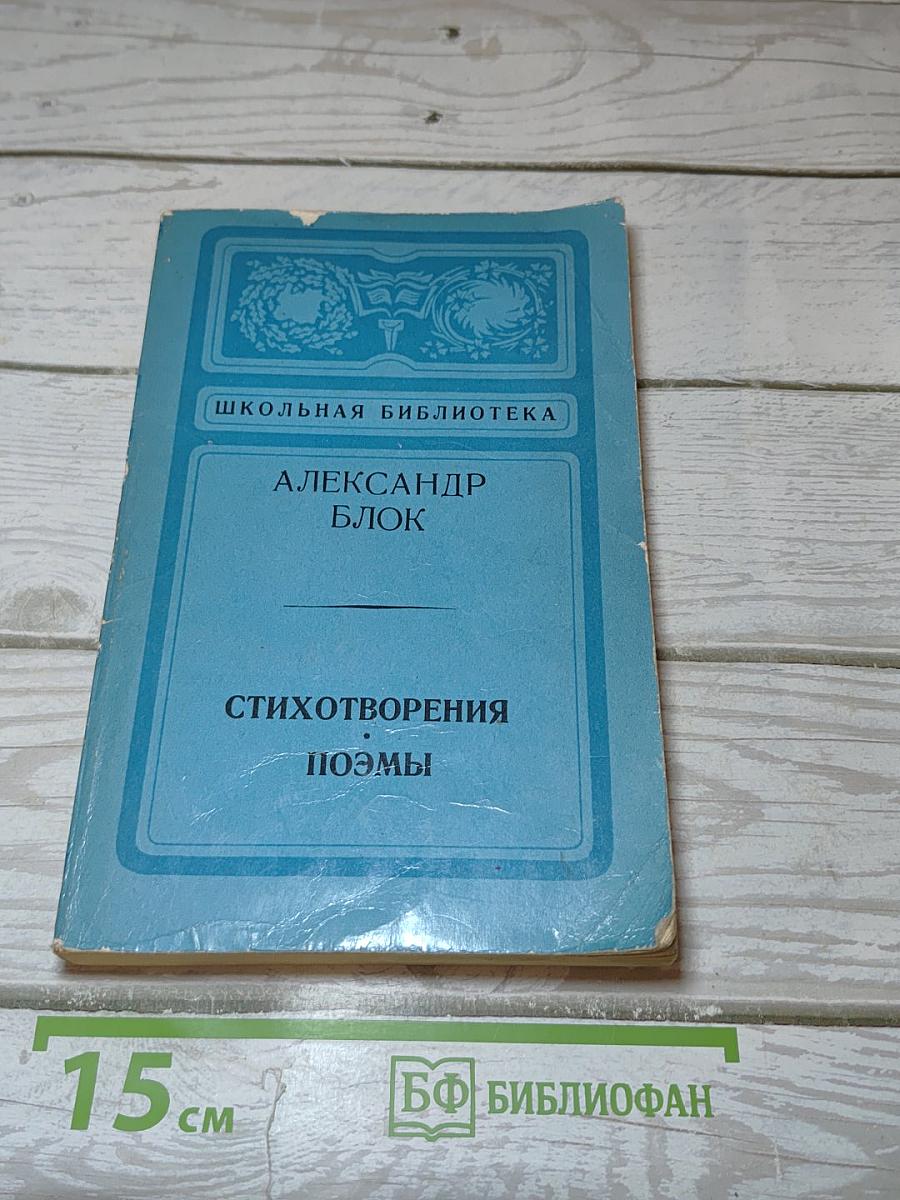 ШКОЛЬНАЯ БИБЛИОТЕКА
АЛЕКСАНДР
БЛОК
СТИХОТВОРЕНИЯ
•
ПОЭМЫ
15 см
БФ БИБЛИОФАН